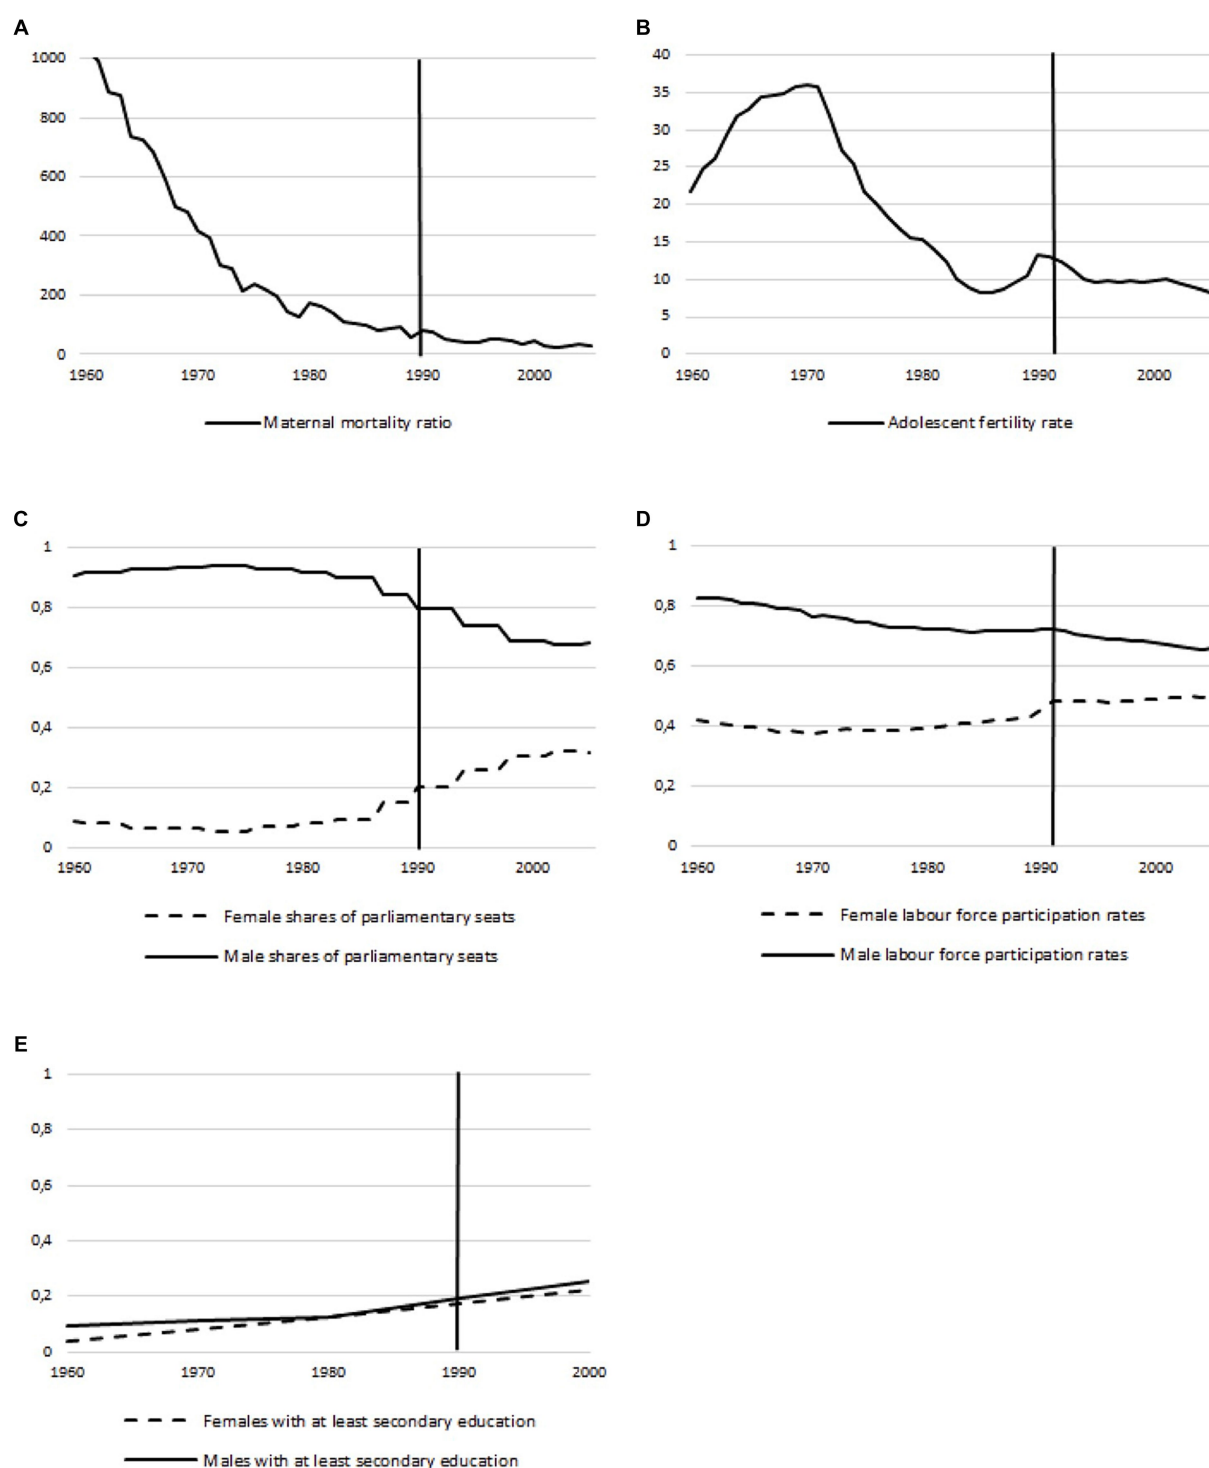 A
1000
800
600
400
200
0
1960 1970 1980 1990 2000
Maternal mortality ratio
B
40
35
30
25
20
15
10
5
0
1960 1970 1980 1990 2000
Adolescent fertility rate
C
1
0,8
0,6
0,4
0,2
0
1960 1970 1980 1990 2000
Female shares of parliamentary seats
Male shares of parliamentary seats
D
1
0,8
0,6
0,4
0,2
0
1960 1970 1980 1990 2000
Female labour force participation rates
Male labour force participation rates
E
1
0,8
0,6
0,4
0,2
0
1960 1970 1980 1990 2000
Females with at least secondary education
Males with at least secondary education